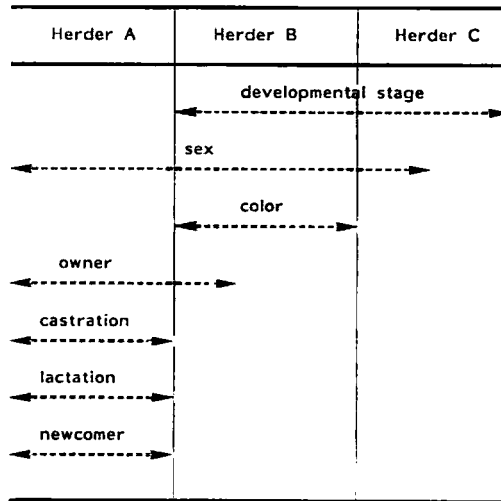 Herder A Herder B Herder C
developmental stage
sex
color
owner
castration
lactation
newcomer